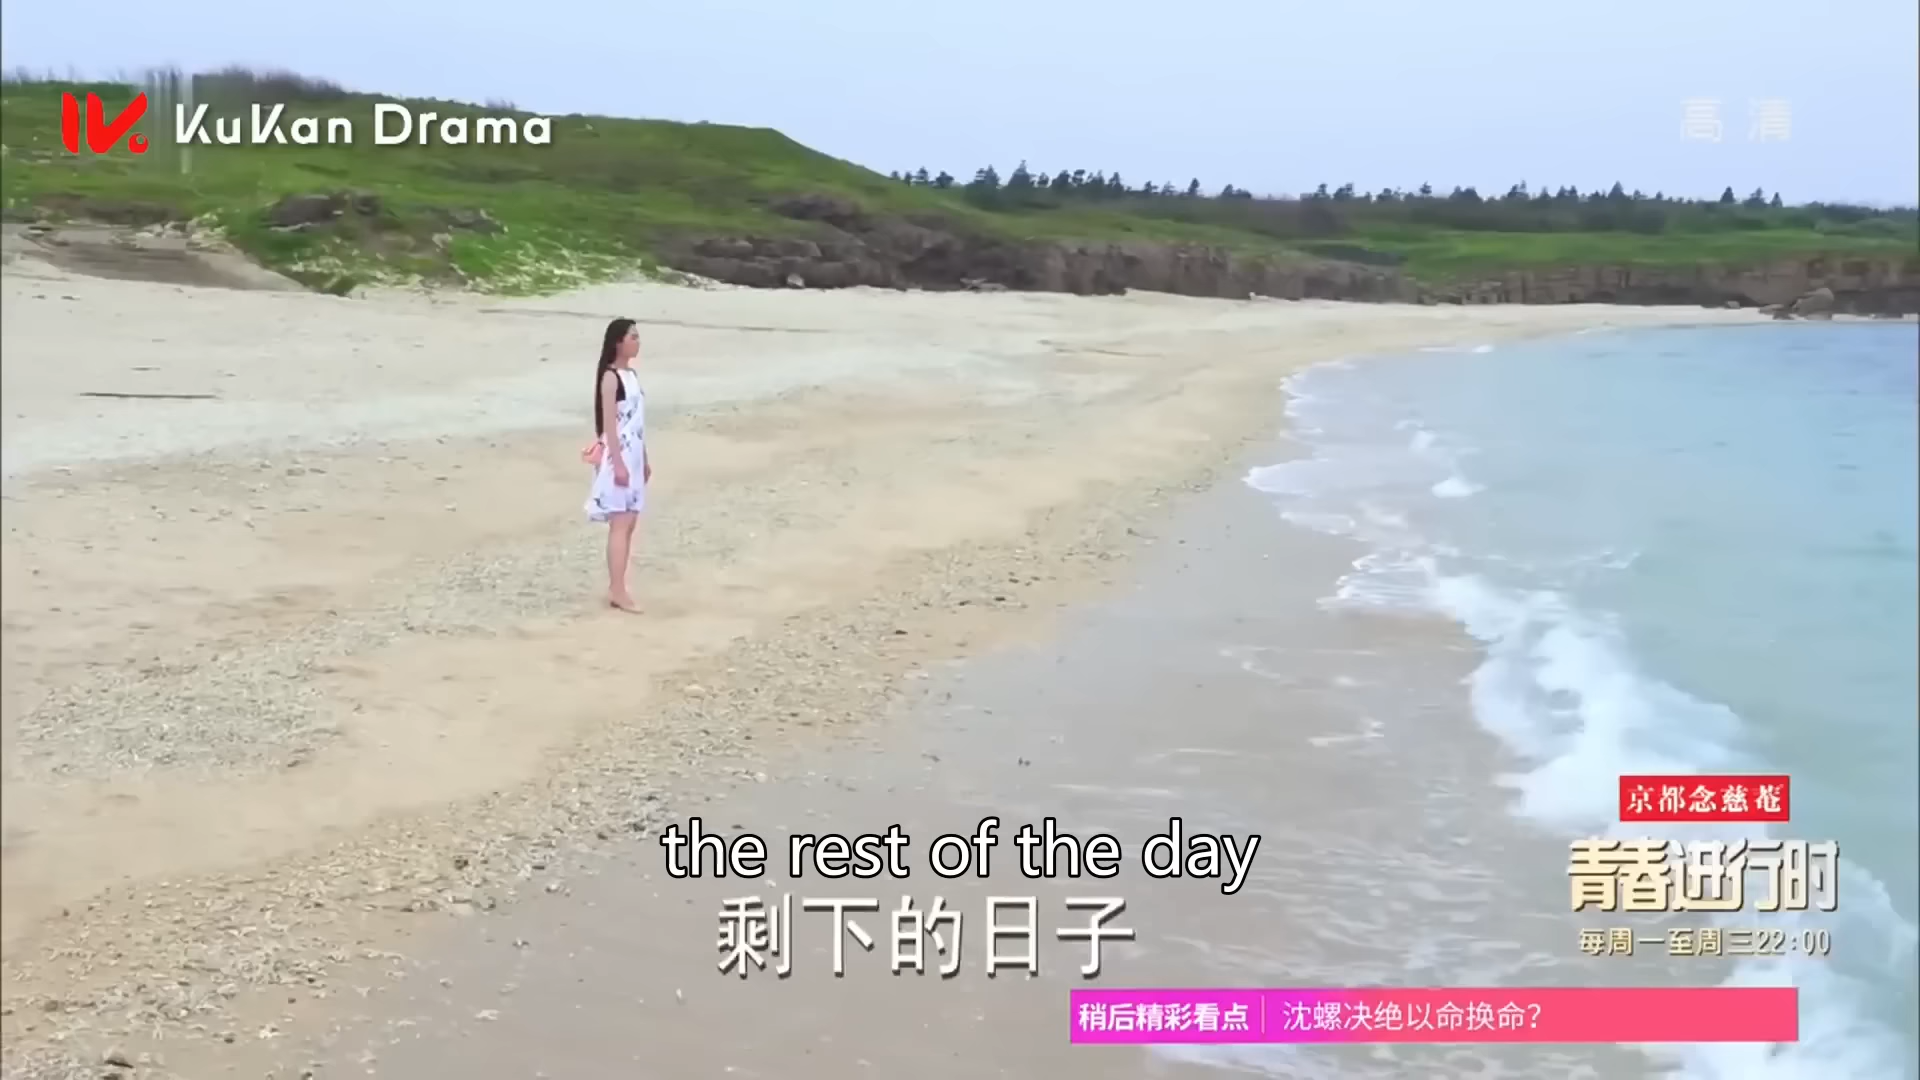 KuKan Drama
高清
the rest of the day
剩下的日子
京都念慈菴
青春进行时
每周一至周三22:00
稍后精彩看点 沈螺决绝以命换命？